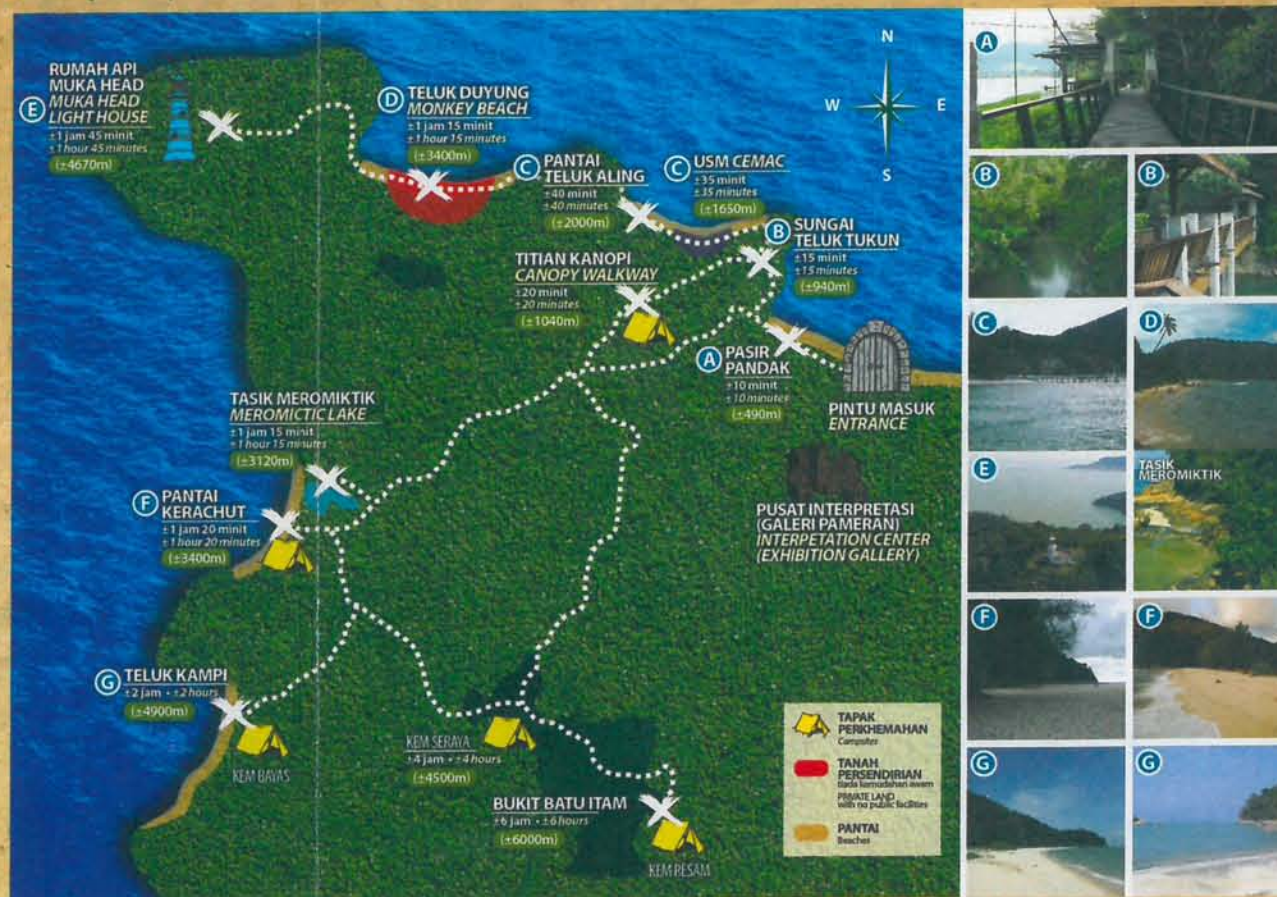 RUMAH API
MUKA HEAD
MUKA HEAD
LIGHT HOUSE
E
±1 jam 45 minit
±1 hour 45 minutes
(±4670m)
D
TELUK DUYUNG
MONKEY BEACH
±1 jam 15 minit
±1 hour 15 minutes
(±3400m)
C
PANTAI
TELUK ALING
±40 minit
±40 minutes
(±2000m)
C
USM CEMAC
±35 minit
±35 minutes
(±1650m)
N
W
E
S
B
SUNGAI
TELUK TUKUN
±15 minit
±15 minutes
(±940m)
TITIAN KANOPI
CANOPY WALKWAY
±20 minit
±20 minutes
(±1040m)
A
PASIR
PANDAK
±10 minit
±10 minutes
(±490m)
PINTU MASUK
ENTRANCE
TASIK MEROMIKTIK
MEROMICTIC LAKE
±1 jam 15 minit
±1 hour 15 minutes
(±3120m)
F
PANTAI
KERACHUT
±1 jam 20 minit
±1 hour 20 minutes
(±3400m)
PUSAT INTERPRETASI
(GALERI PAMERAN)
INTERPETATION CENTER
(EXHIBITION GALLERY)
G
TELUK KAMPI
±2 jam • ±2 hours
(±4900m)
KEM BAYAS
KEM SERAYA
±4 jam • ±4 hours
(±4500m)
BUKIT BATU ITAM
±6 jam • ±6 hours
(±6000m)
KEM RESAM
TAPAK
PERKHEMAHAN
Campsites
TANAH
PERSENDIRIAN
tiada kemudahan awam
PRIVATE LAND
with no public facilities
PANTAI
Beaches
A
B
B
C
D
E
TASIK
MEROMIKTIK
F
F
G
G